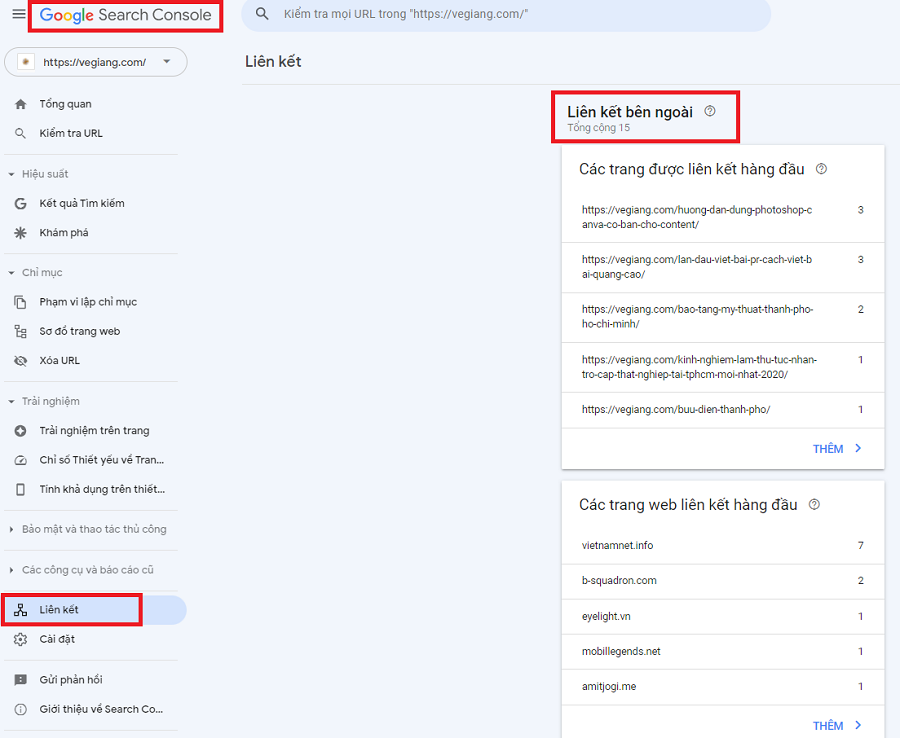 Google Search Console
Kiểm tra mọi URL trong "https://vegiang.com/"
https://vegiang.com/
Tổng quan
Kiểm tra URL
Hiệu suất
Kết quả Tìm kiếm
Khám phá
Chỉ mục
Phạm vi lập chỉ mục
Sơ đồ trang web
Xóa URL
Trải nghiệm
Trải nghiệm trên trang
Chỉ số Thiết yếu về Tran...
Tính khả dụng trên thiết...
Bảo mật và thao tác thủ công
Các công cụ và báo cáo cũ
Liên kết
Cài đặt
Gửi phản hồi
Giới thiệu về Search Co...
Liên kết
Liên kết bên ngoài
Tổng cộng 15
Các trang được liên kết hàng đầu
https://vegiang.com/huong-dan-dung-photoshop-c 3
anva-co-ban-cho-content/
https://vegiang.com/lan-dau-viet-bai-pr-cach-viet-b 3
ai-quang-cao/
https://vegiang.com/bao-tang-my-thuat-thanh-pho- 2
ho-chi-minh/
https://vegiang.com/kinh-nghiem-lam-thu-tuc-nhan- 1
tro-cap-that-nghiep-tai-tphcm-moi-nhat-2020/
https://vegiang.com/buu-dien-thanh-pho/ 1
THÊM
Các trang web liên kết hàng đầu
vietnamnet.info 7
b-squadron.com 2
eyelight.vn 1
mobillegends.net 1
amitjogi.me 1
THÊM